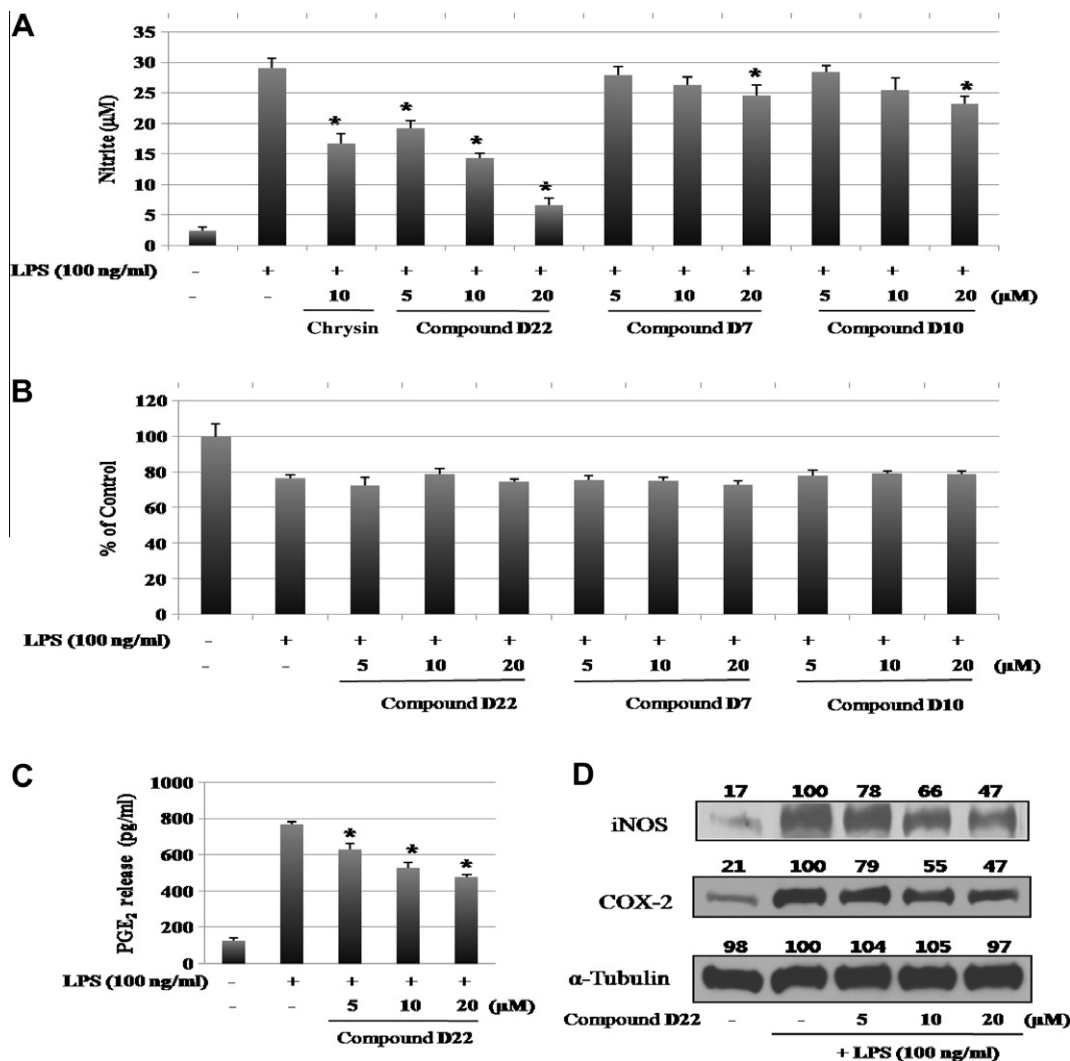 A
Nitrite (μM)
35
30
25
20
15
10
5
0
* * * * * *
LPS (100 ng/ml) – + + + + + + + + + + +
– – 10 5 10 20 5 10 20 5 10 20 (μM)
Chrysin Compound D22 Compound D7 Compound D10
B
% of Control
120
100
80
60
40
20
0
LPS (100 ng/ml) – + + + + + + + + + +
– – 5 10 20 5 10 20 5 10 20 (μM)
Compound D22 Compound D7 Compound D10
C
PGE₂ release (pg/ml)
1000
800
600
400
200
0
* * *
LPS (100 ng/ml) – + + + +
– – 5 10 20 (μM)
Compound D22
D
17 100 78 66 47
iNOS
21 100 79 55 47
COX-2
98 100 104 105 97
α-Tubulin
Compound D22 – – 5 10 20 (μM)
+ LPS (100 ng/ml)